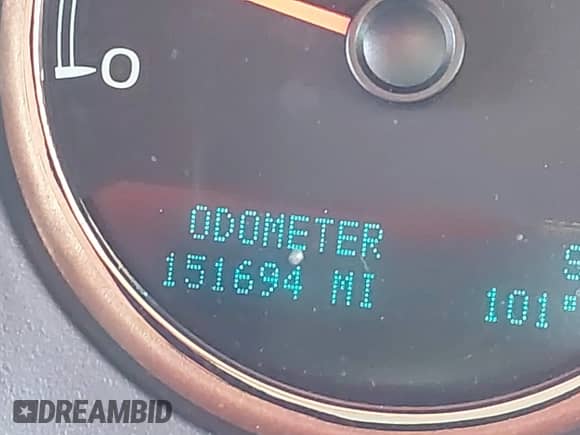 0
ODOMETER
151694 MI
S
101°
DREAMBID